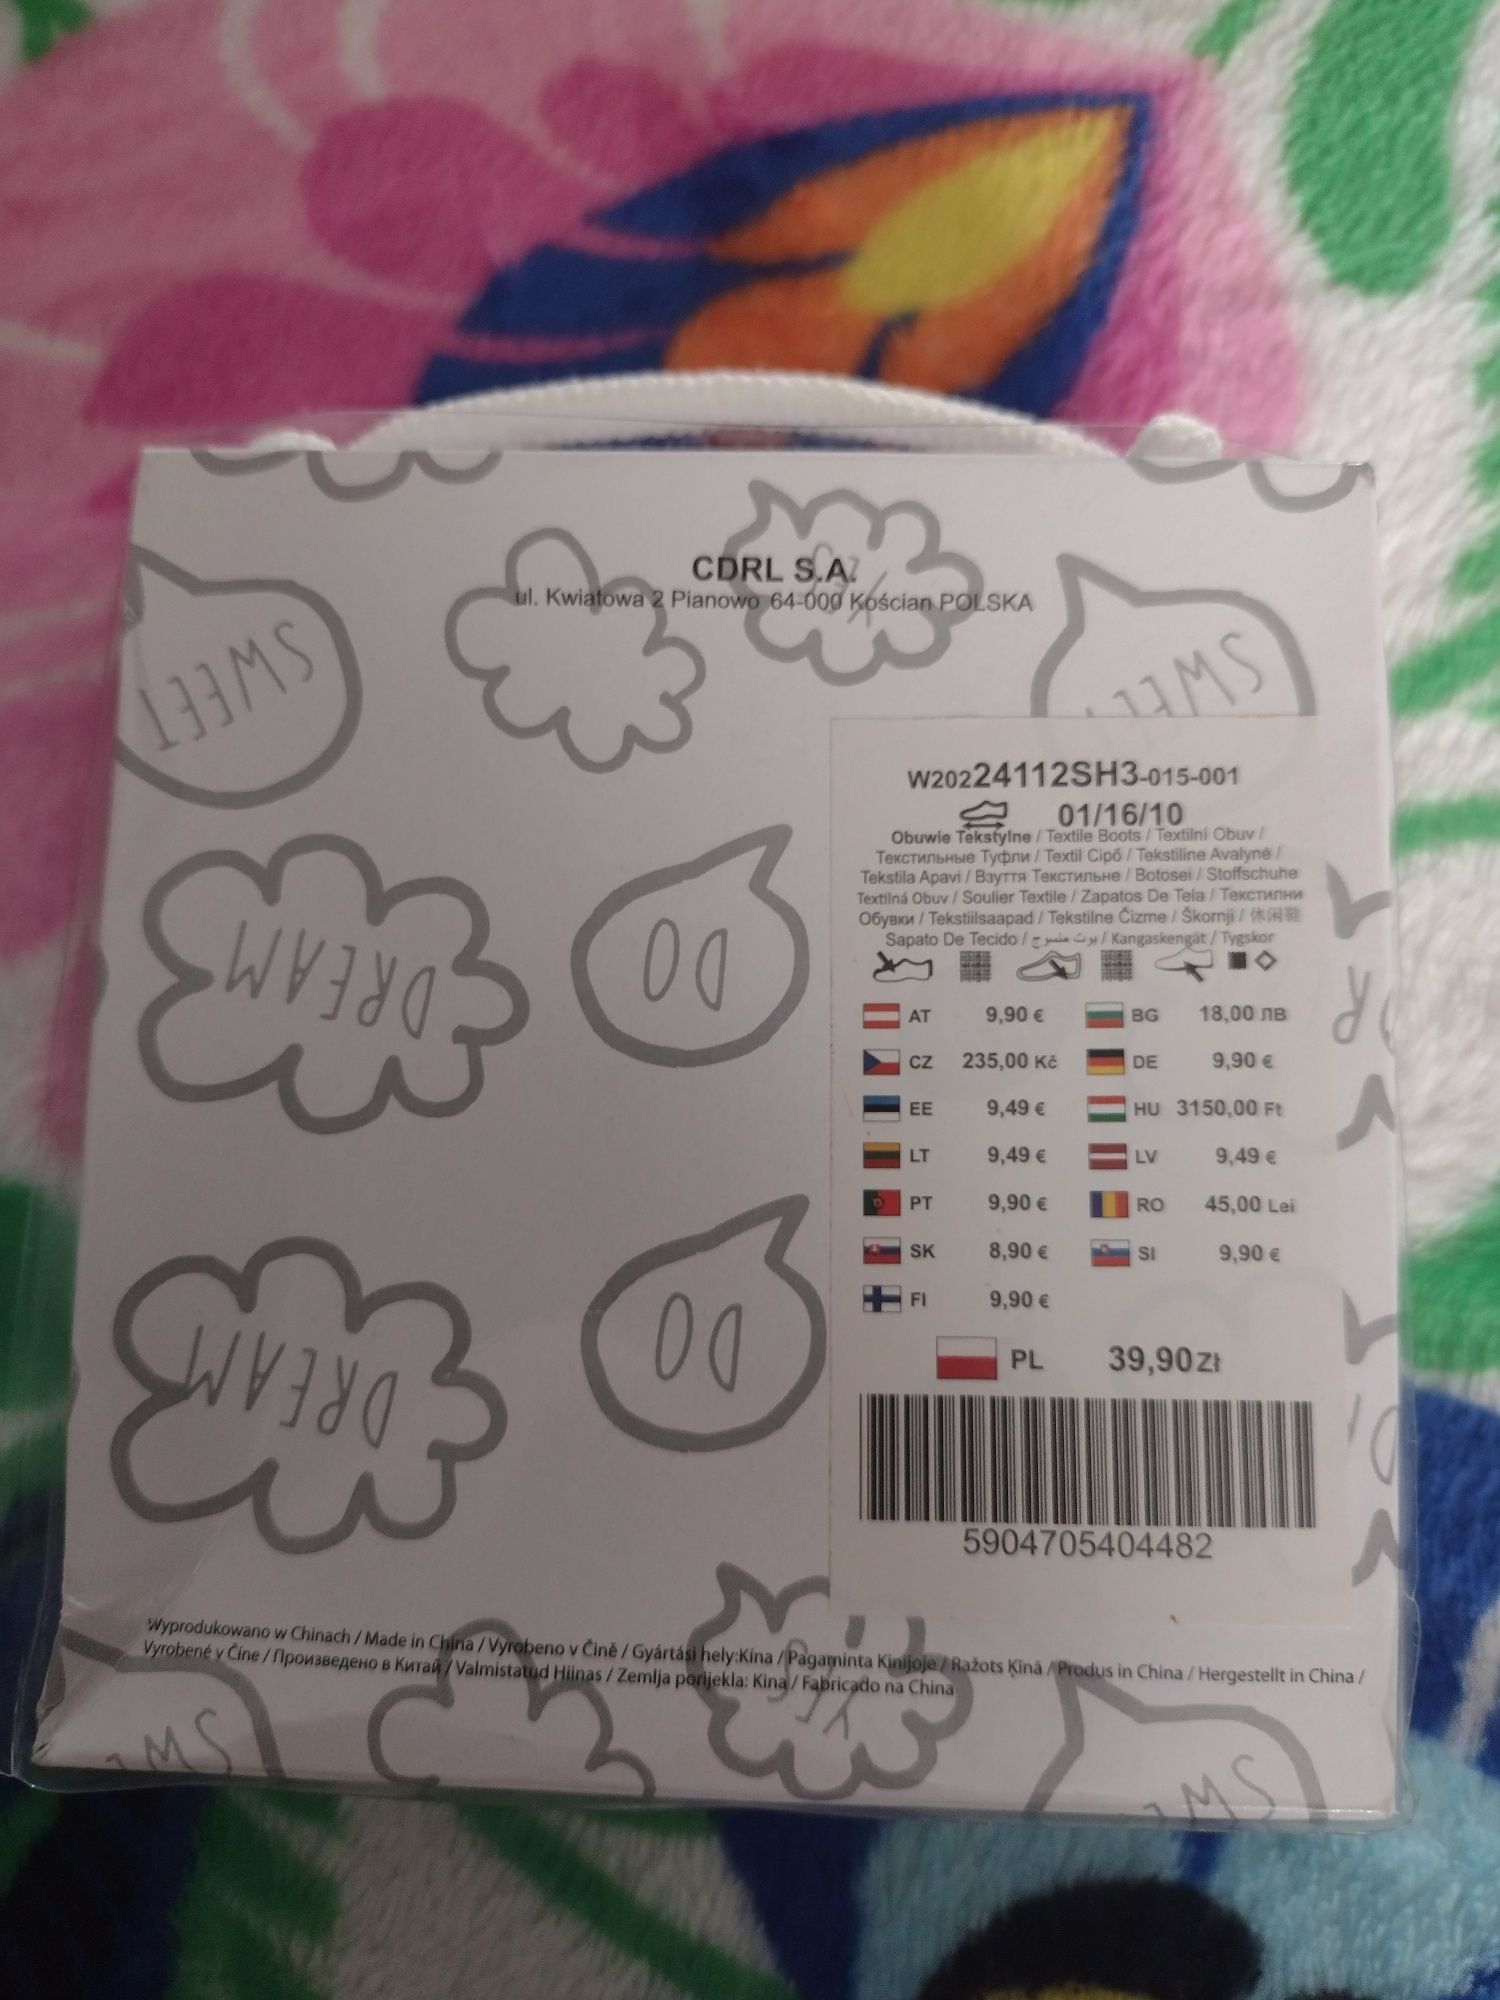 CDRL S.A.
ul. Kwiatowa 2 Pianowo 64-000 Kościan POLSKA
SWEET
YES
SWEET
W20224112SH3-015-001
01/16/10
Obuwie Tekstylne / Textile Boots / Textilní Obuv /
Текстильные Туфли / Textil Cipő / Tekstiline Avalynė /
Tekstila Apavi / Взуття Текстильне / Botosei / Stoffschuhe
Textilná Obuv / Soulier Textile / Zapatos De Tela / Текстилни
Обувки / Tekstiilsaapad / Tekstilne Čizme / Škornji / 休闲鞋
Sapato De Tecido / بوت منسرج / Kangaskengät / Tygskor
DREAM
DO
AT 9,90 € BG 18,00 ЛВ
CZ 235,00 Kč DE 9,90 €
EE 9,49 € HU 3150,00 Ft
LT 9,49 € LV 9,49 €
PT 9,90 € RO 45,00 Lei
SK 8,90 € SI 9,90 €
FI 9,90 €
PL 39,90 Zł
DREAM
DO
5904705404482
Wyprodukowano w Chinach / Made in China / Vyrobeno v Čině / Gyártási hely:Kína / Pagaminta Kinijoje / Ražots Ķīnā / Produs in China / Hergestellt in China /
Vyrobené v Číne / Произведено в Китай / Valmistatud Hiinas / Zemlja porijekla: Kina / Fabricado na China
YES